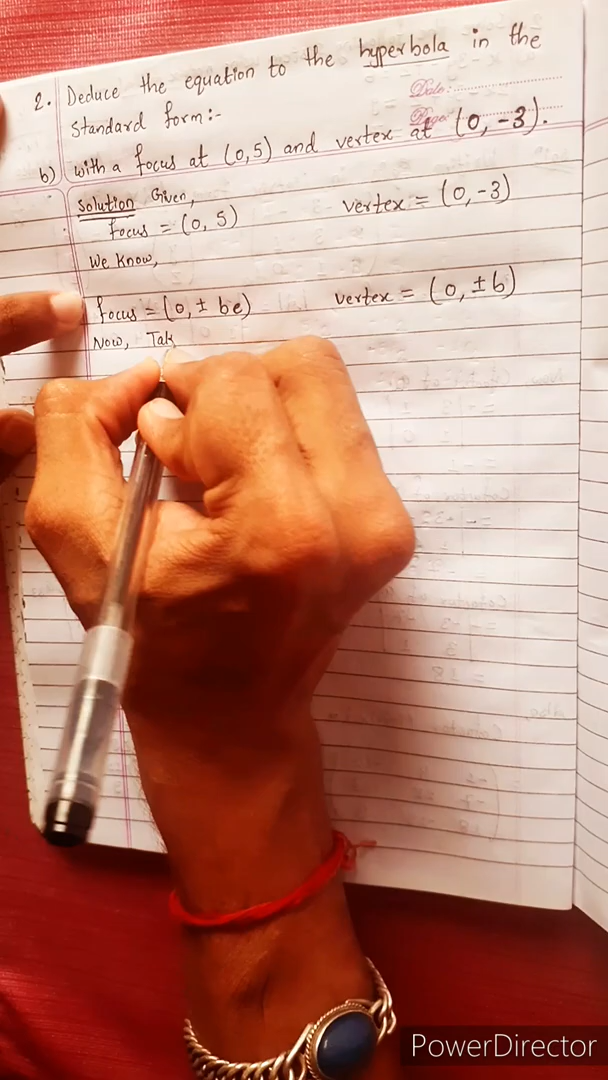 2. Deduce the equation to the hyperbola in the
Date:
Standard form:-
Page:
b) with a focus at (0,5) and vertex at (0,-3).
Solution Given,
focus = (0, 5) vertex = (0,-3)
We know,
focus = (0, ± be) vertex = (0, ±b)
Now, Tak
PowerDirector